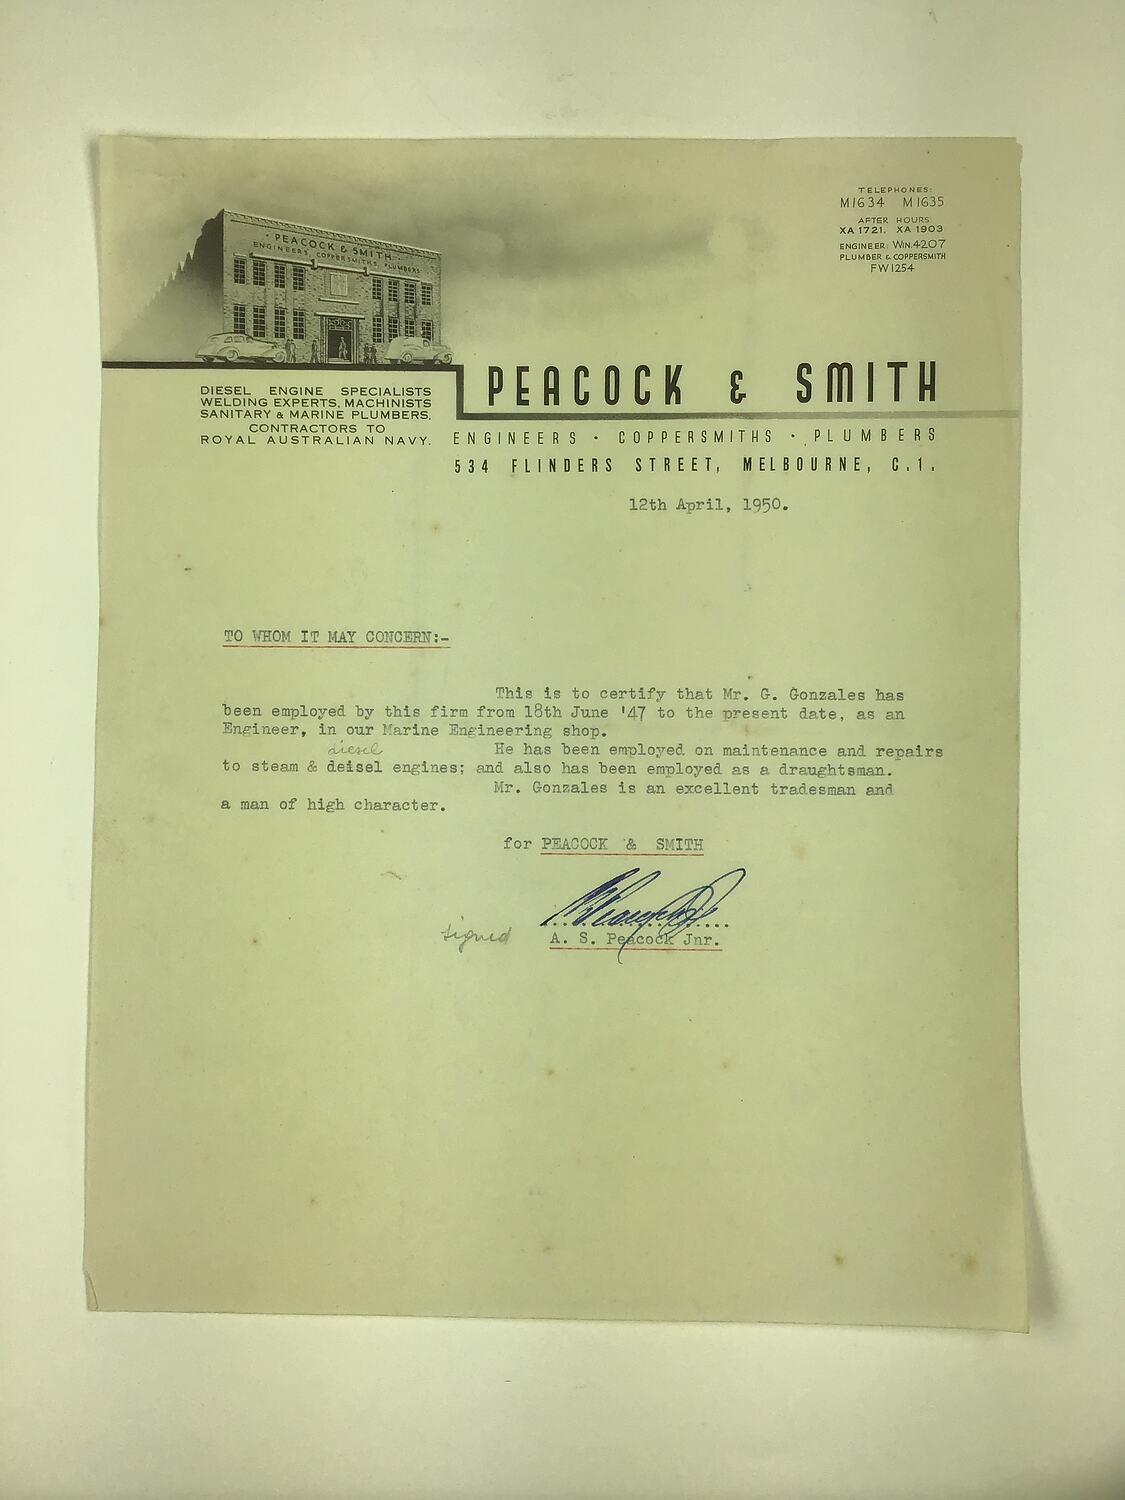 TELEPHONES:
M1634 M1635
AFTER HOURS
XA 1721. XA 1903
ENGINEER: WIN.4207
PLUMBER & COPPERSMITH
FW1254
· PEACOCK & SMITH ·
ENGINEERS, COPPERSMITHS, PLUMBERS
PEACOCK & SMITH
DIESEL ENGINE SPECIALISTS
WELDING EXPERTS, MACHINISTS
SANITARY & MARINE PLUMBERS.
CONTRACTORS TO
ROYAL AUSTRALIAN NAVY.
ENGINEERS · COPPERSMITHS · PLUMBERS
534 FLINDERS STREET, MELBOURNE, C.1.
12th April, 1950.
TO WHOM IT MAY CONCERN:-
This is to certify that Mr. G. Gonzales has
been employed by this firm from 18th June '47 to the present date, as an
Engineer, in our Marine Engineering shop.
diesel
He has been employed on maintenance and repairs
to steam & deisel engines; and also has been employed as a draughtsman.
Mr. Gonzales is an excellent tradesman and
a man of high character.
for PEACOCK & SMITH
signed
A. S. Peacock Jnr.